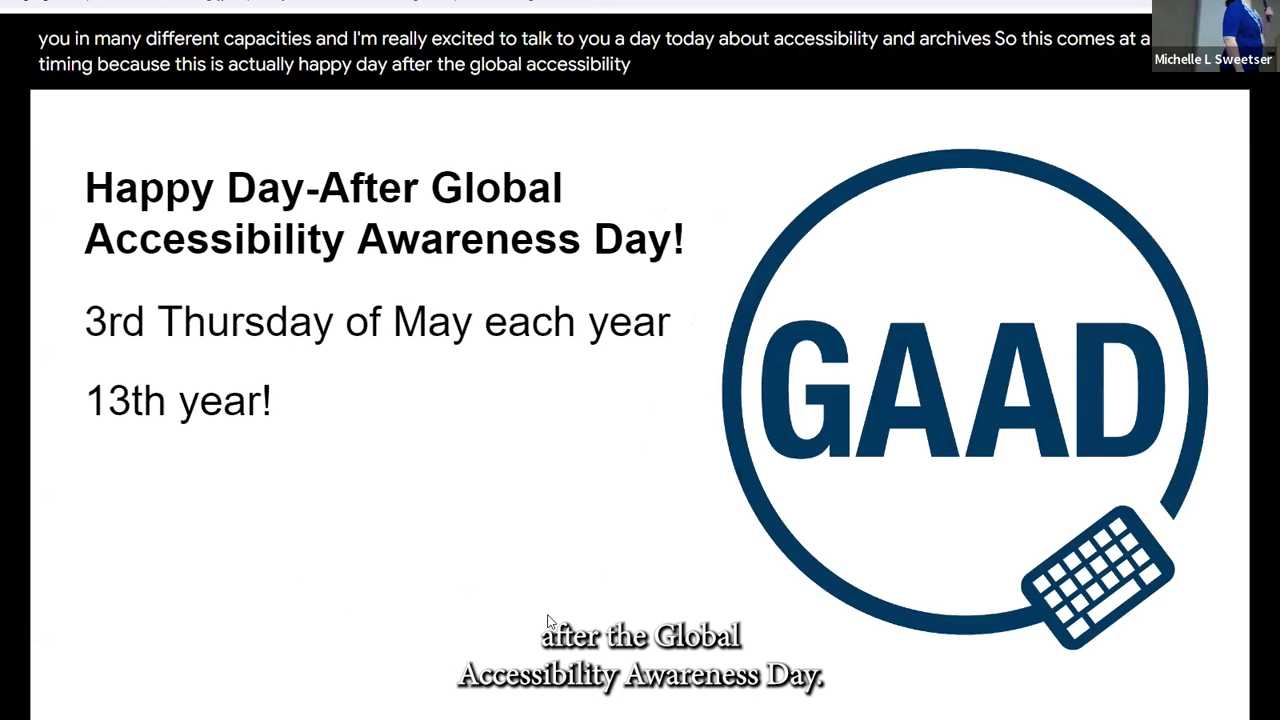 you in many different capacities and I'm really excited to talk to you a day today about accessibility and archives So this comes at a
timing because this is actually happy day after the global accessibility
Michelle L Sweetser
Happy Day-After Global
Accessibility Awareness Day!
3rd Thursday of May each year
13th year!
GAAD
after the Global
Accessibility Awareness Day.